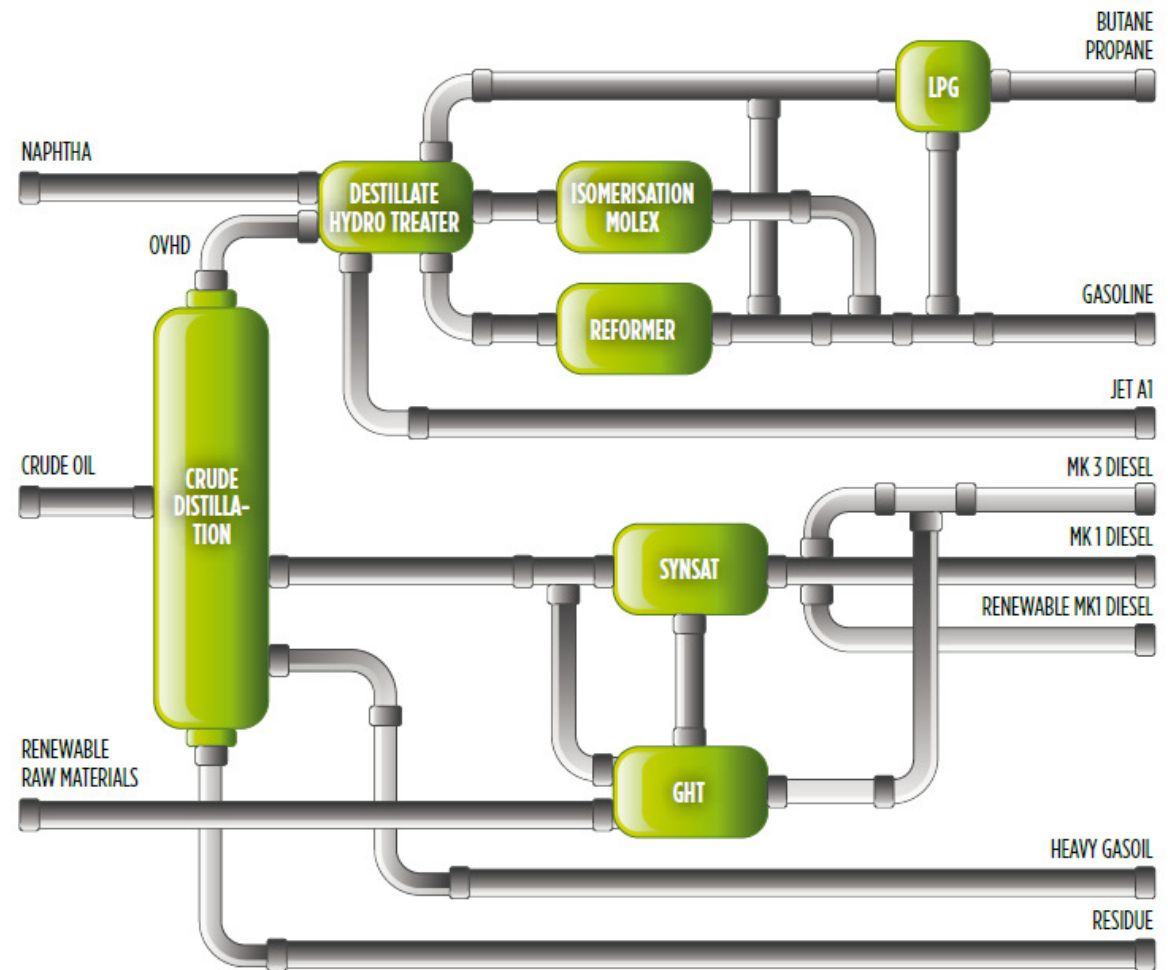 BUTANE
PROPANE
LPG
NAPHTHA
DESTILLATE
HYDRO TREATER
ISOMERISATION
MOLEX
OVHD
GASOLINE
REFORMER
JET A1
CRUDE OIL
MK 3 DIESEL
CRUDE
DISTILLA-
TION
MK 1 DIESEL
SYNSAT
RENEWABLE MK1 DIESEL
RENEWABLE
RAW MATERIALS
GHT
HEAVY GASOIL
RESIDUE